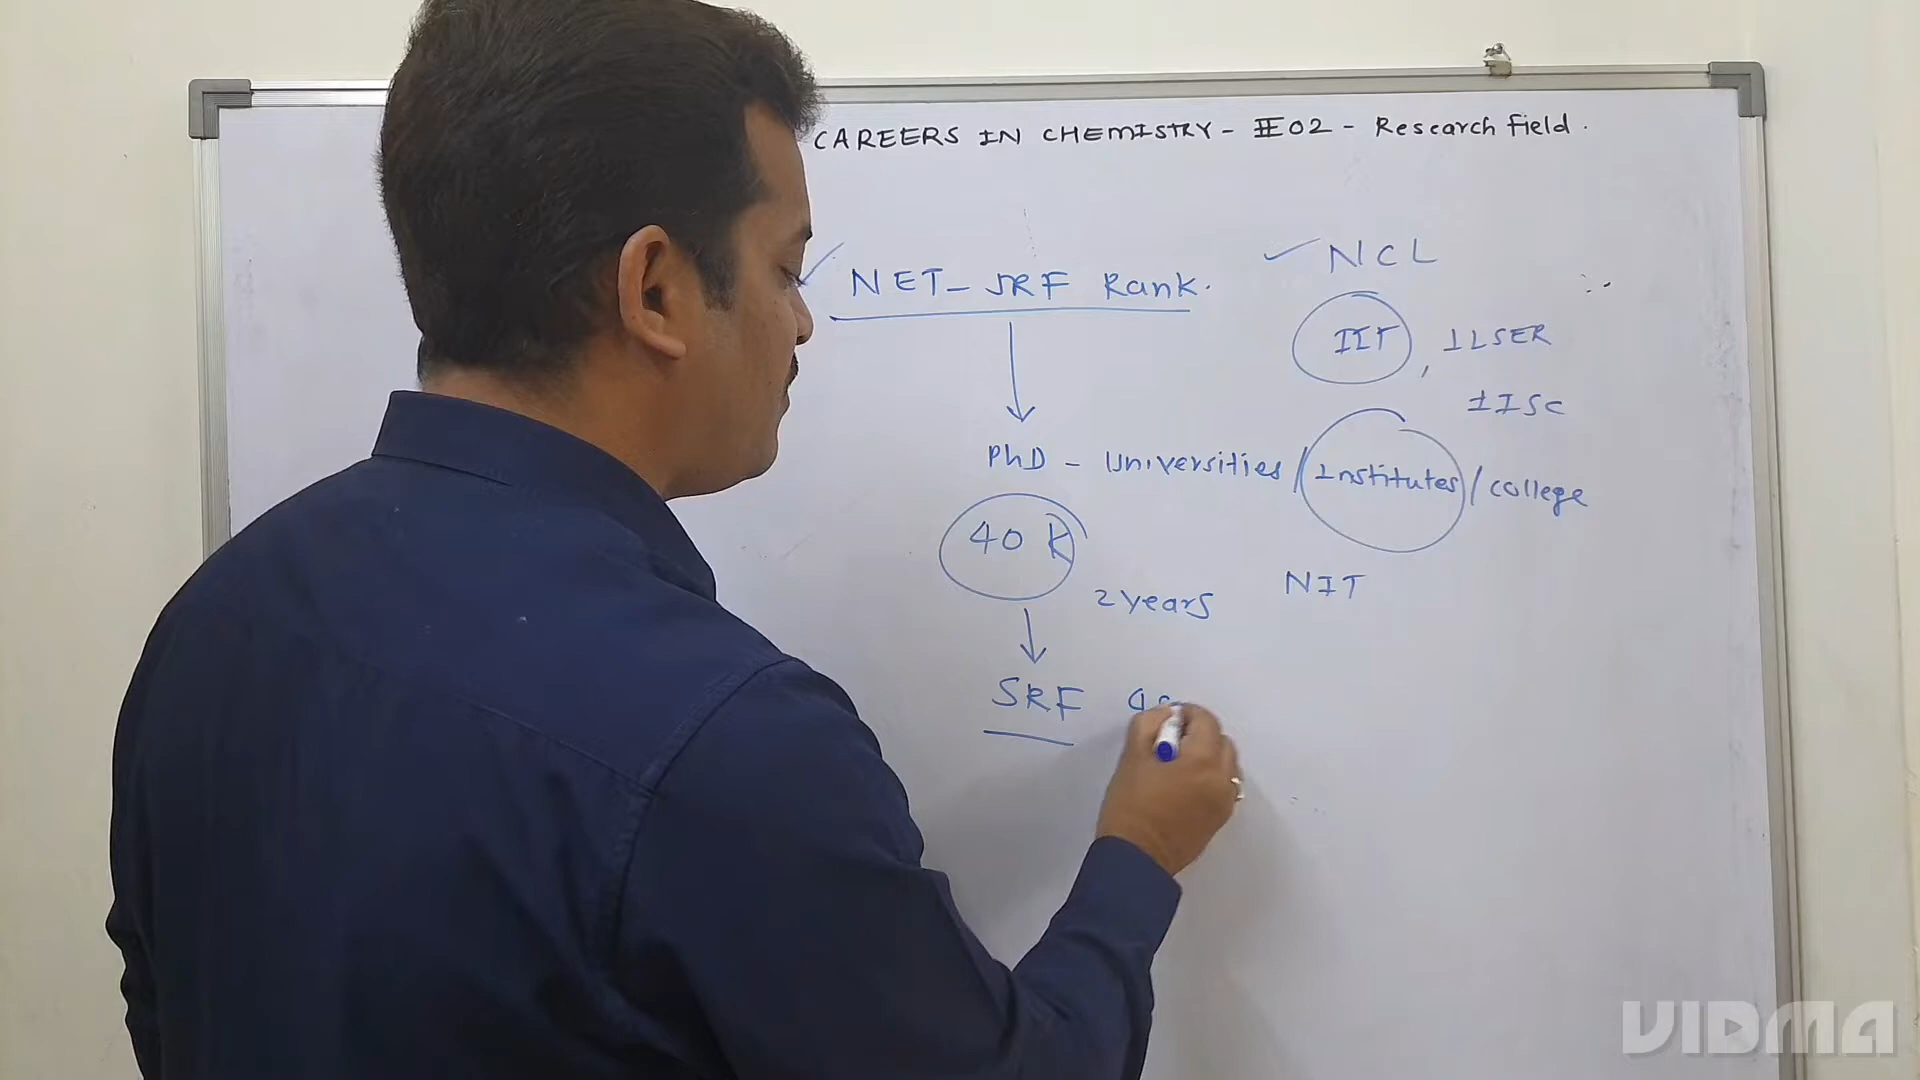 CAREERS IN CHEMISTRY - II 02 - Research Field.
NET - JRF Rank.
NCL
IIT, IISER
IISC
PhD - Universities / Institutes / college
40 K
2 years
NIT
SRF
VIDMA